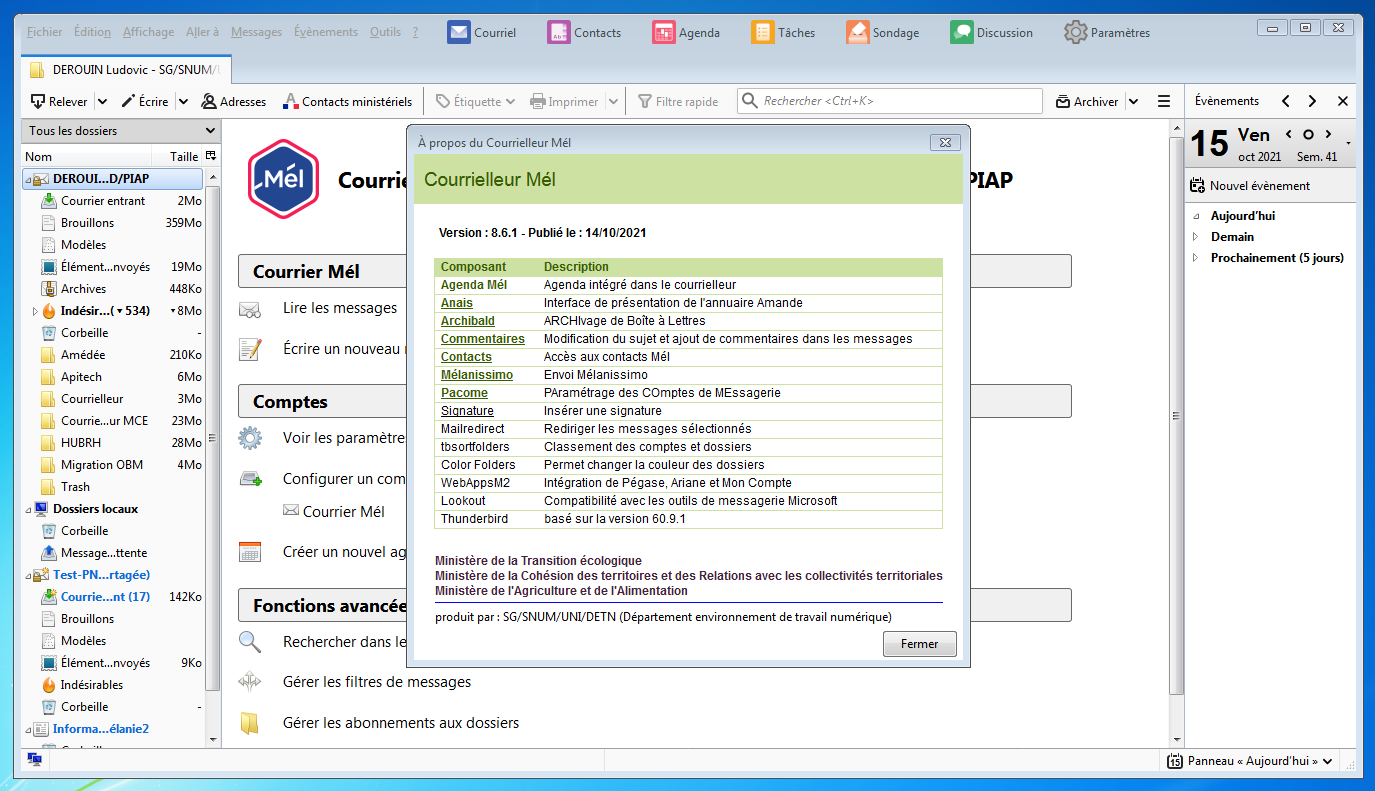 Fichier Édition Affichage Aller à Messages Évènements Outils ?
Courriel Contacts Agenda Tâches Sondage Discussion Paramètres
DEROUIN Ludovic - SG/SNUM/
Relever Écrire Adresses Contacts ministériels Étiquette Imprimer Filtre rapide Rechercher <Ctrl+K> Archiver
Évènements
Tous les dossiers
Nom Taille
DEROUI...D/PIAP
Courrier entrant 2Mo
Brouillons 359Mo
Modèles
Élément...nvoyés 19Mo
Archives 448Ko
Indésir...(▾534) ▾8Mo
Corbeille -
Amédée 210Ko
Apitech 6Mo
Courrielleur 3Mo
Courrie...ur MCE 23Mo
HUBRH 28Mo
Migration OBM 4Mo
Trash
Dossiers locaux
Corbeille
Message...ttente
Test-PN...rtagée)
Courrie...nt (17) 142Ko
Brouillons
Modèles
Élément...nvoyés 9Ko
Indésirables
Corbeille -
Informa...élanie2
Mél
Courrie
PIAP
Courrier Mél
Lire les messages
Écrire un nouveau
Comptes
Voir les paramètre
Configurer un com
Courrier Mél
Créer un nouvel ag
Fonctions avancée
Rechercher dans le
Gérer les filtres de messages
Gérer les abonnements aux dossiers
À propos du Courrielleur Mél
Courrielleur Mél
Version : 8.6.1 - Publié le : 14/10/2021
Composant Description
Agenda Mél Agenda intégré dans le courrielleur
Anais Interface de présentation de l'annuaire Amande
Archibald ARCHIvage de Boîte à Lettres
Commentaires Modification du sujet et ajout de commentaires dans les messages
Contacts Accès aux contacts Mél
Mélanissimo Envoi Mélanissimo
Pacome PAramétrage des COmptes de MEssagerie
Signature Insérer une signature
Mailredirect Rediriger les messages sélectionnés
tbsortfolders Classement des comptes et dossiers
Color Folders Permet changer la couleur des dossiers
WebAppsM2 Intégration de Pégase, Ariane et Mon Compte
Lookout Compatibilité avec les outils de messagerie Microsoft
Thunderbird basé sur la version 60.9.1
Ministère de la Transition écologique
Ministère de la Cohésion des territoires et des Relations avec les collectivités territoriales
Ministère de l'Agriculture et de l'Alimentation
produit par : SG/SNUM/UNI/DETN (Département environnement de travail numérique)
Fermer
15 Ven
oct 2021 Sem. 41
Nouvel évènement
Aujourd'hui
Demain
Prochainement (5 jours)
15 Panneau « Aujourd'hui »